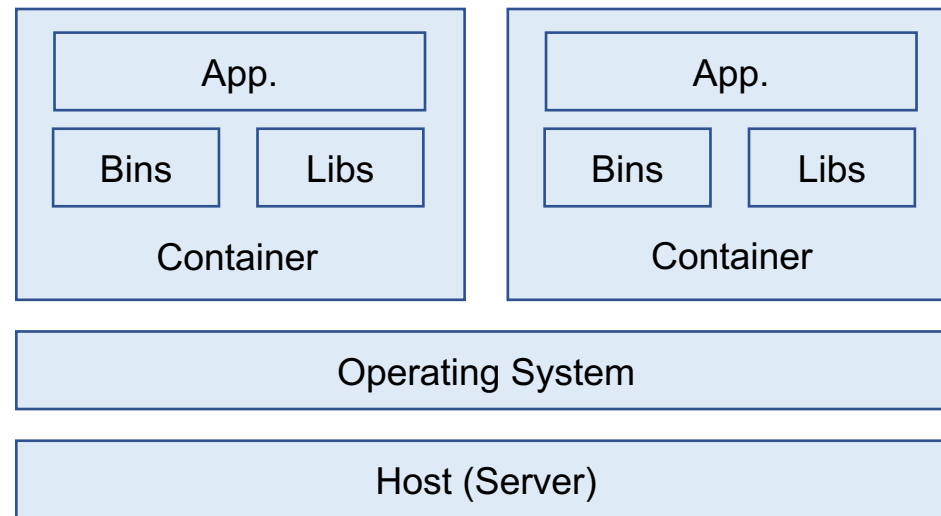 App.
Bins Libs
Container
App.
Bins Libs
Container
Operating System
Host (Server)